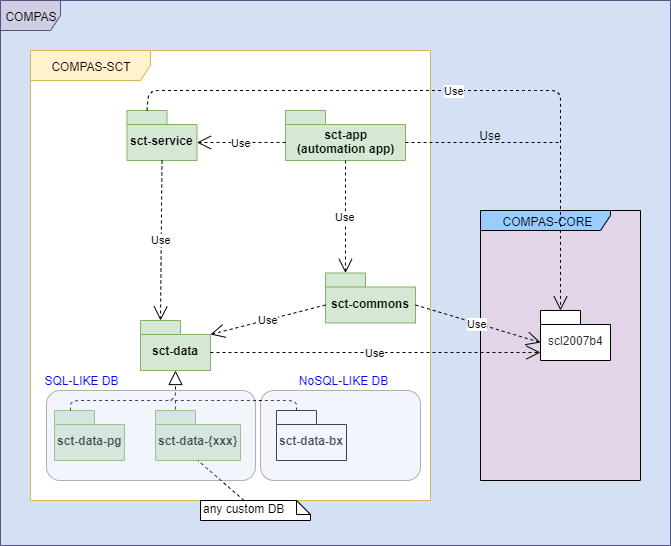 COMPAS
COMPAS-SCT
Use
sct-service
Use
sct-app
(automation app)
Use
Use
Use
COMPAS-CORE
sct-commons
Use
Use
scl2007b4
sct-data
Use
SQL-LIKE DB
NoSQL-LIKE DB
sct-data-pg
sct-data-{xxx}
sct-data-bx
any custom DB